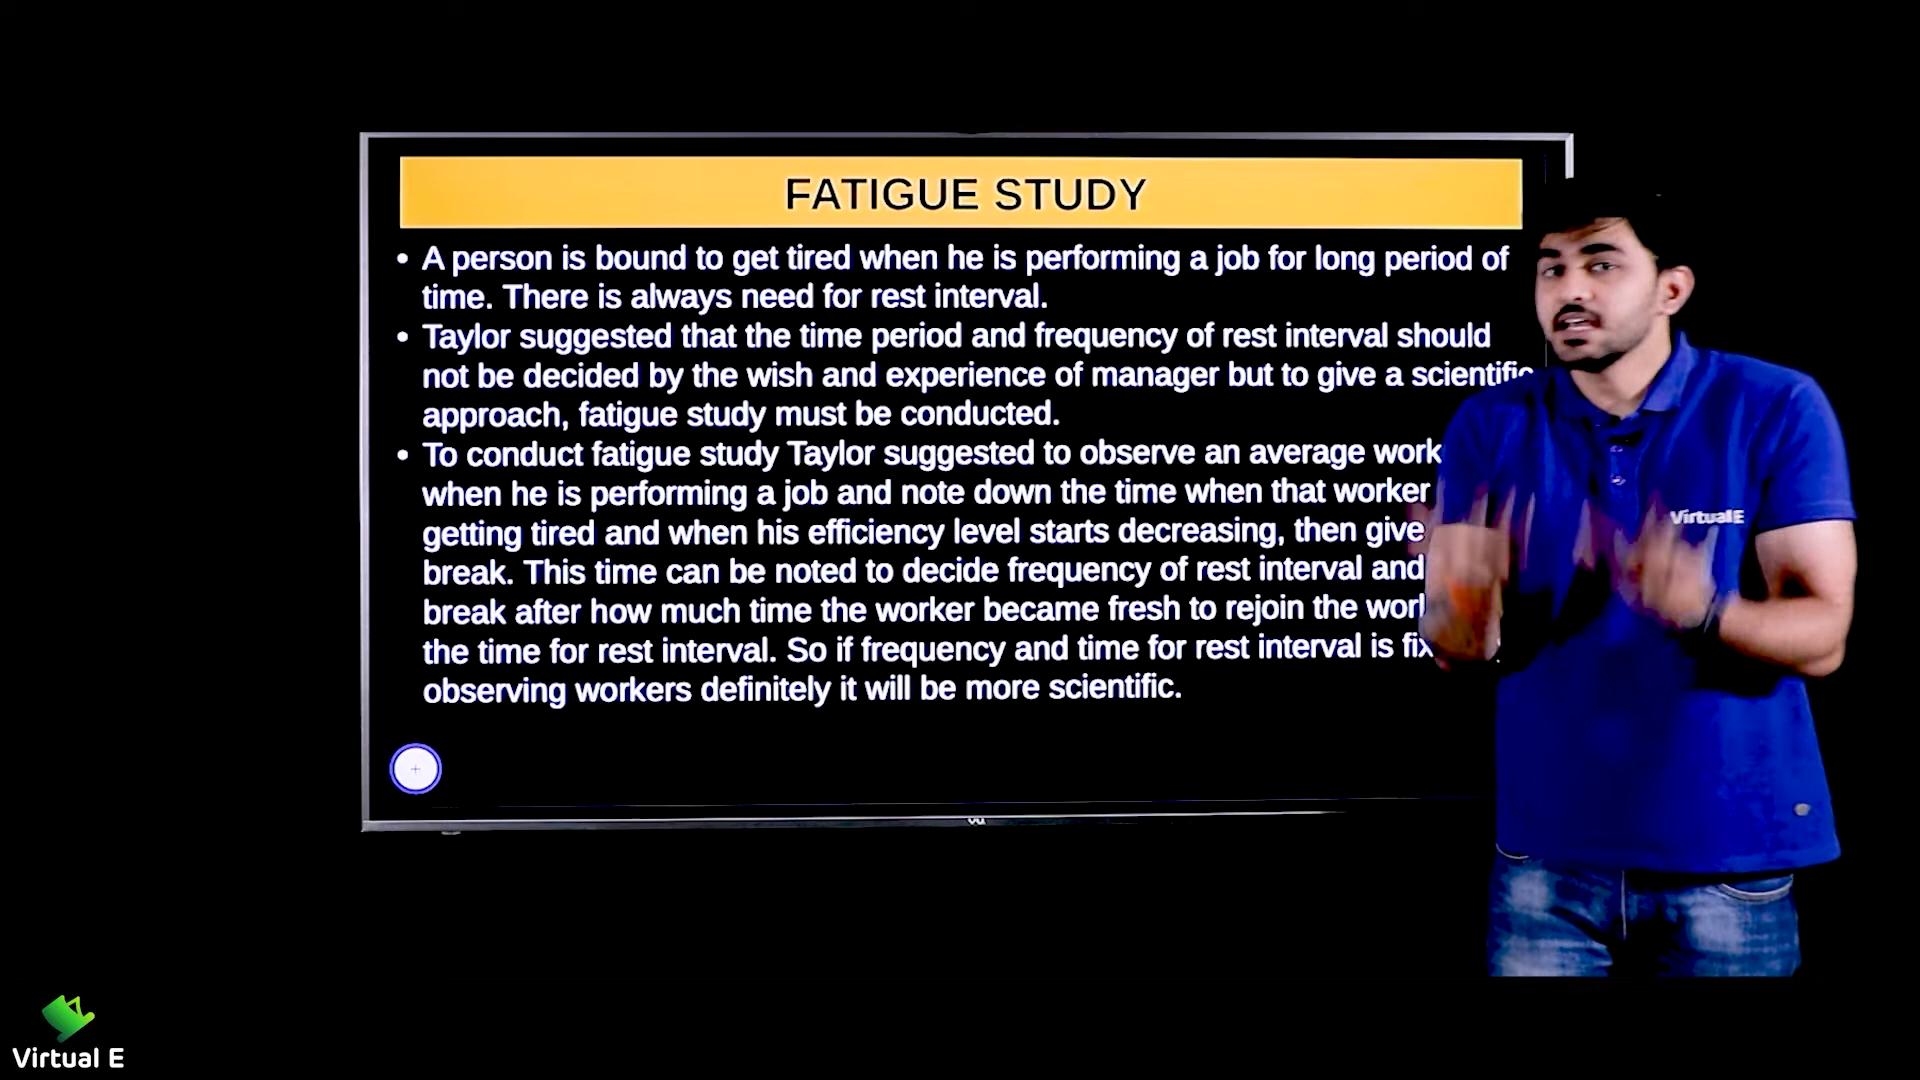 FATIGUE STUDY
• A person is bound to get tired when he is performing a job for long period of
time. There is always need for rest interval.
• Taylor suggested that the time period and frequency of rest interval should
not be decided by the wish and experience of manager but to give a scientific
approach, fatigue study must be conducted.
• To conduct fatigue study Taylor suggested to observe an average work
when he is performing a job and note down the time when that worker
getting tired and when his efficiency level starts decreasing, then give
break. This time can be noted to decide frequency of rest interval and
break after how much time the worker became fresh to rejoin the wor
the time for rest interval. So if frequency and time for rest interval is fix
observing workers definitely it will be more scientific.
VirtualE
vu
Virtual E